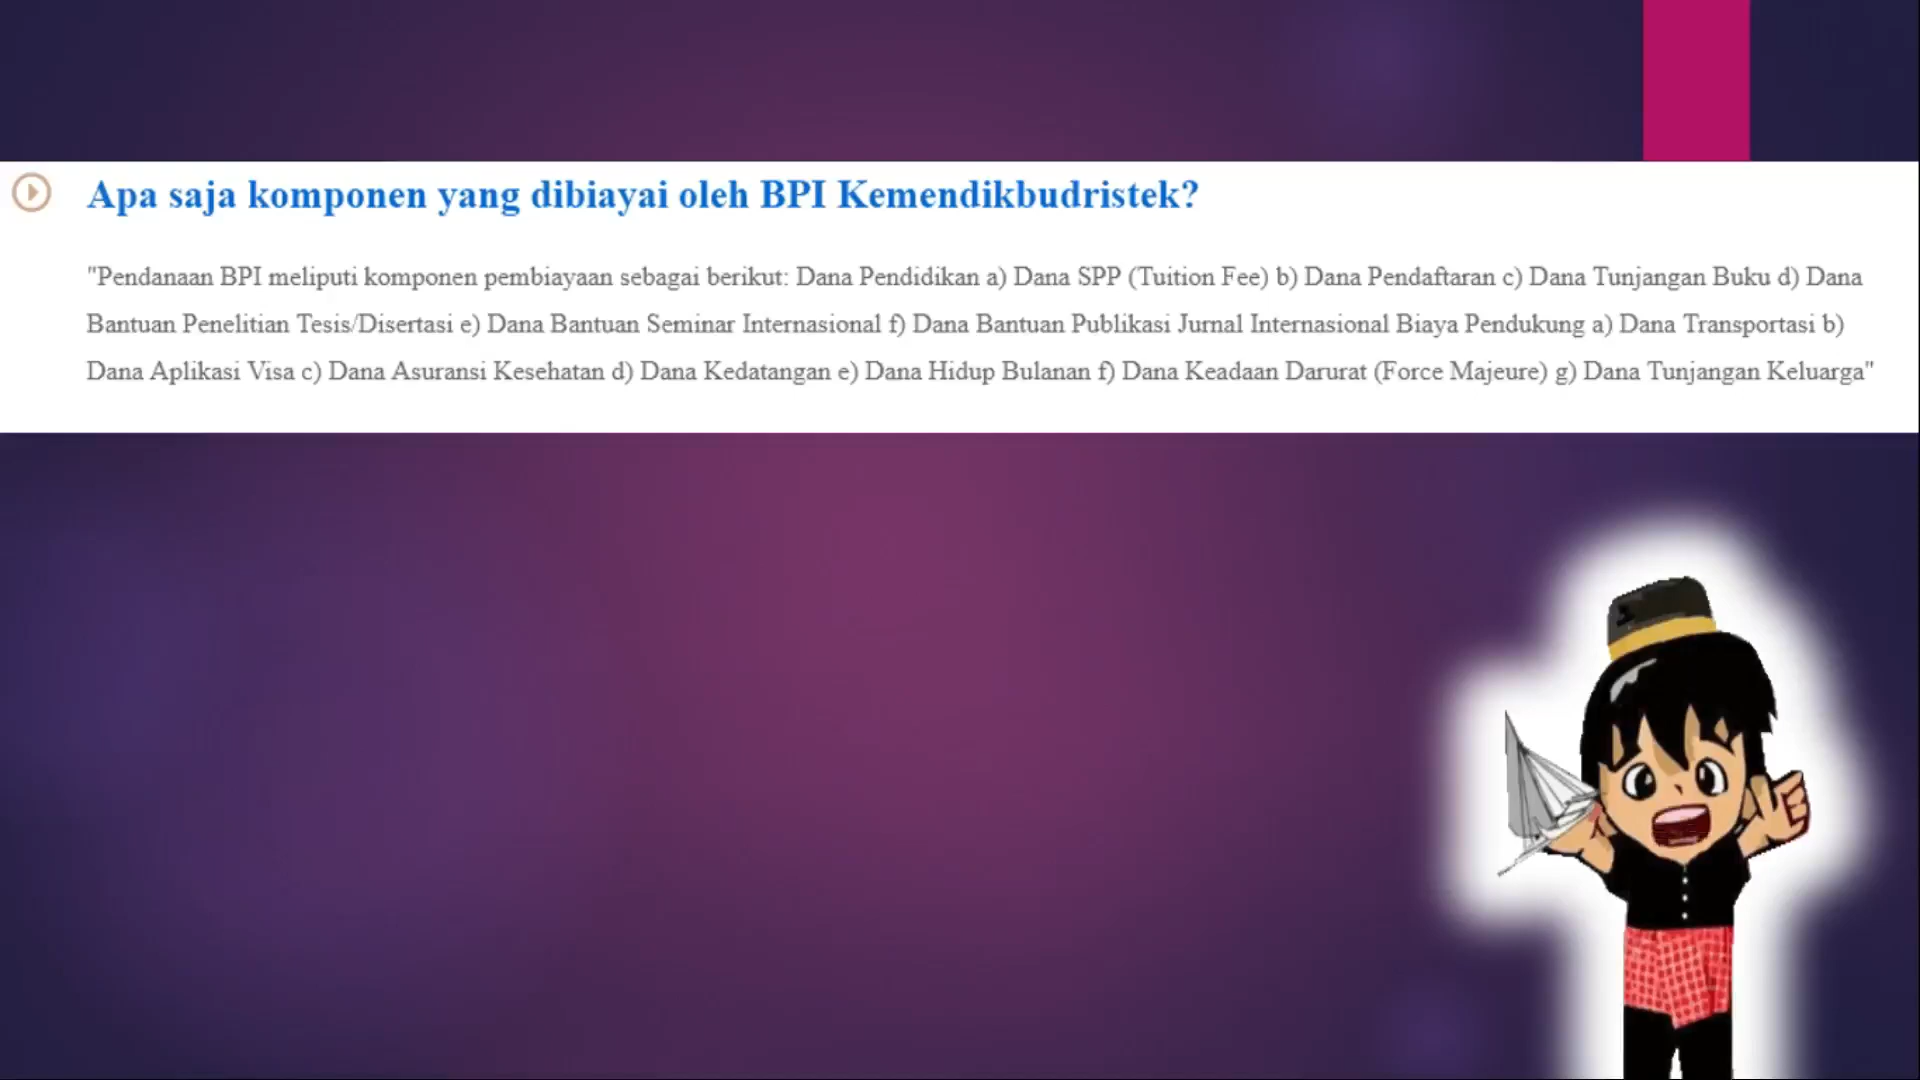 Apa saja komponen yang dibiayai oleh BPI Kemendikbudristek?
"Pendanaan BPI meliputi komponen pembiayaan sebagai berikut: Dana Pendidikan a) Dana SPP (Tuition Fee) b) Dana Pendaftaran c) Dana Tunjangan Buku d) Dana
Bantuan Penelitian Tesis/Disertasi e) Dana Bantuan Seminar Internasional f) Dana Bantuan Publikasi Jurnal Internasional Biaya Pendukung a) Dana Transportasi b)
Dana Aplikasi Visa c) Dana Asuransi Kesehatan d) Dana Kedatangan e) Dana Hidup Bulanan f) Dana Keadaan Darurat (Force Majeure) g) Dana Tunjangan Keluarga"